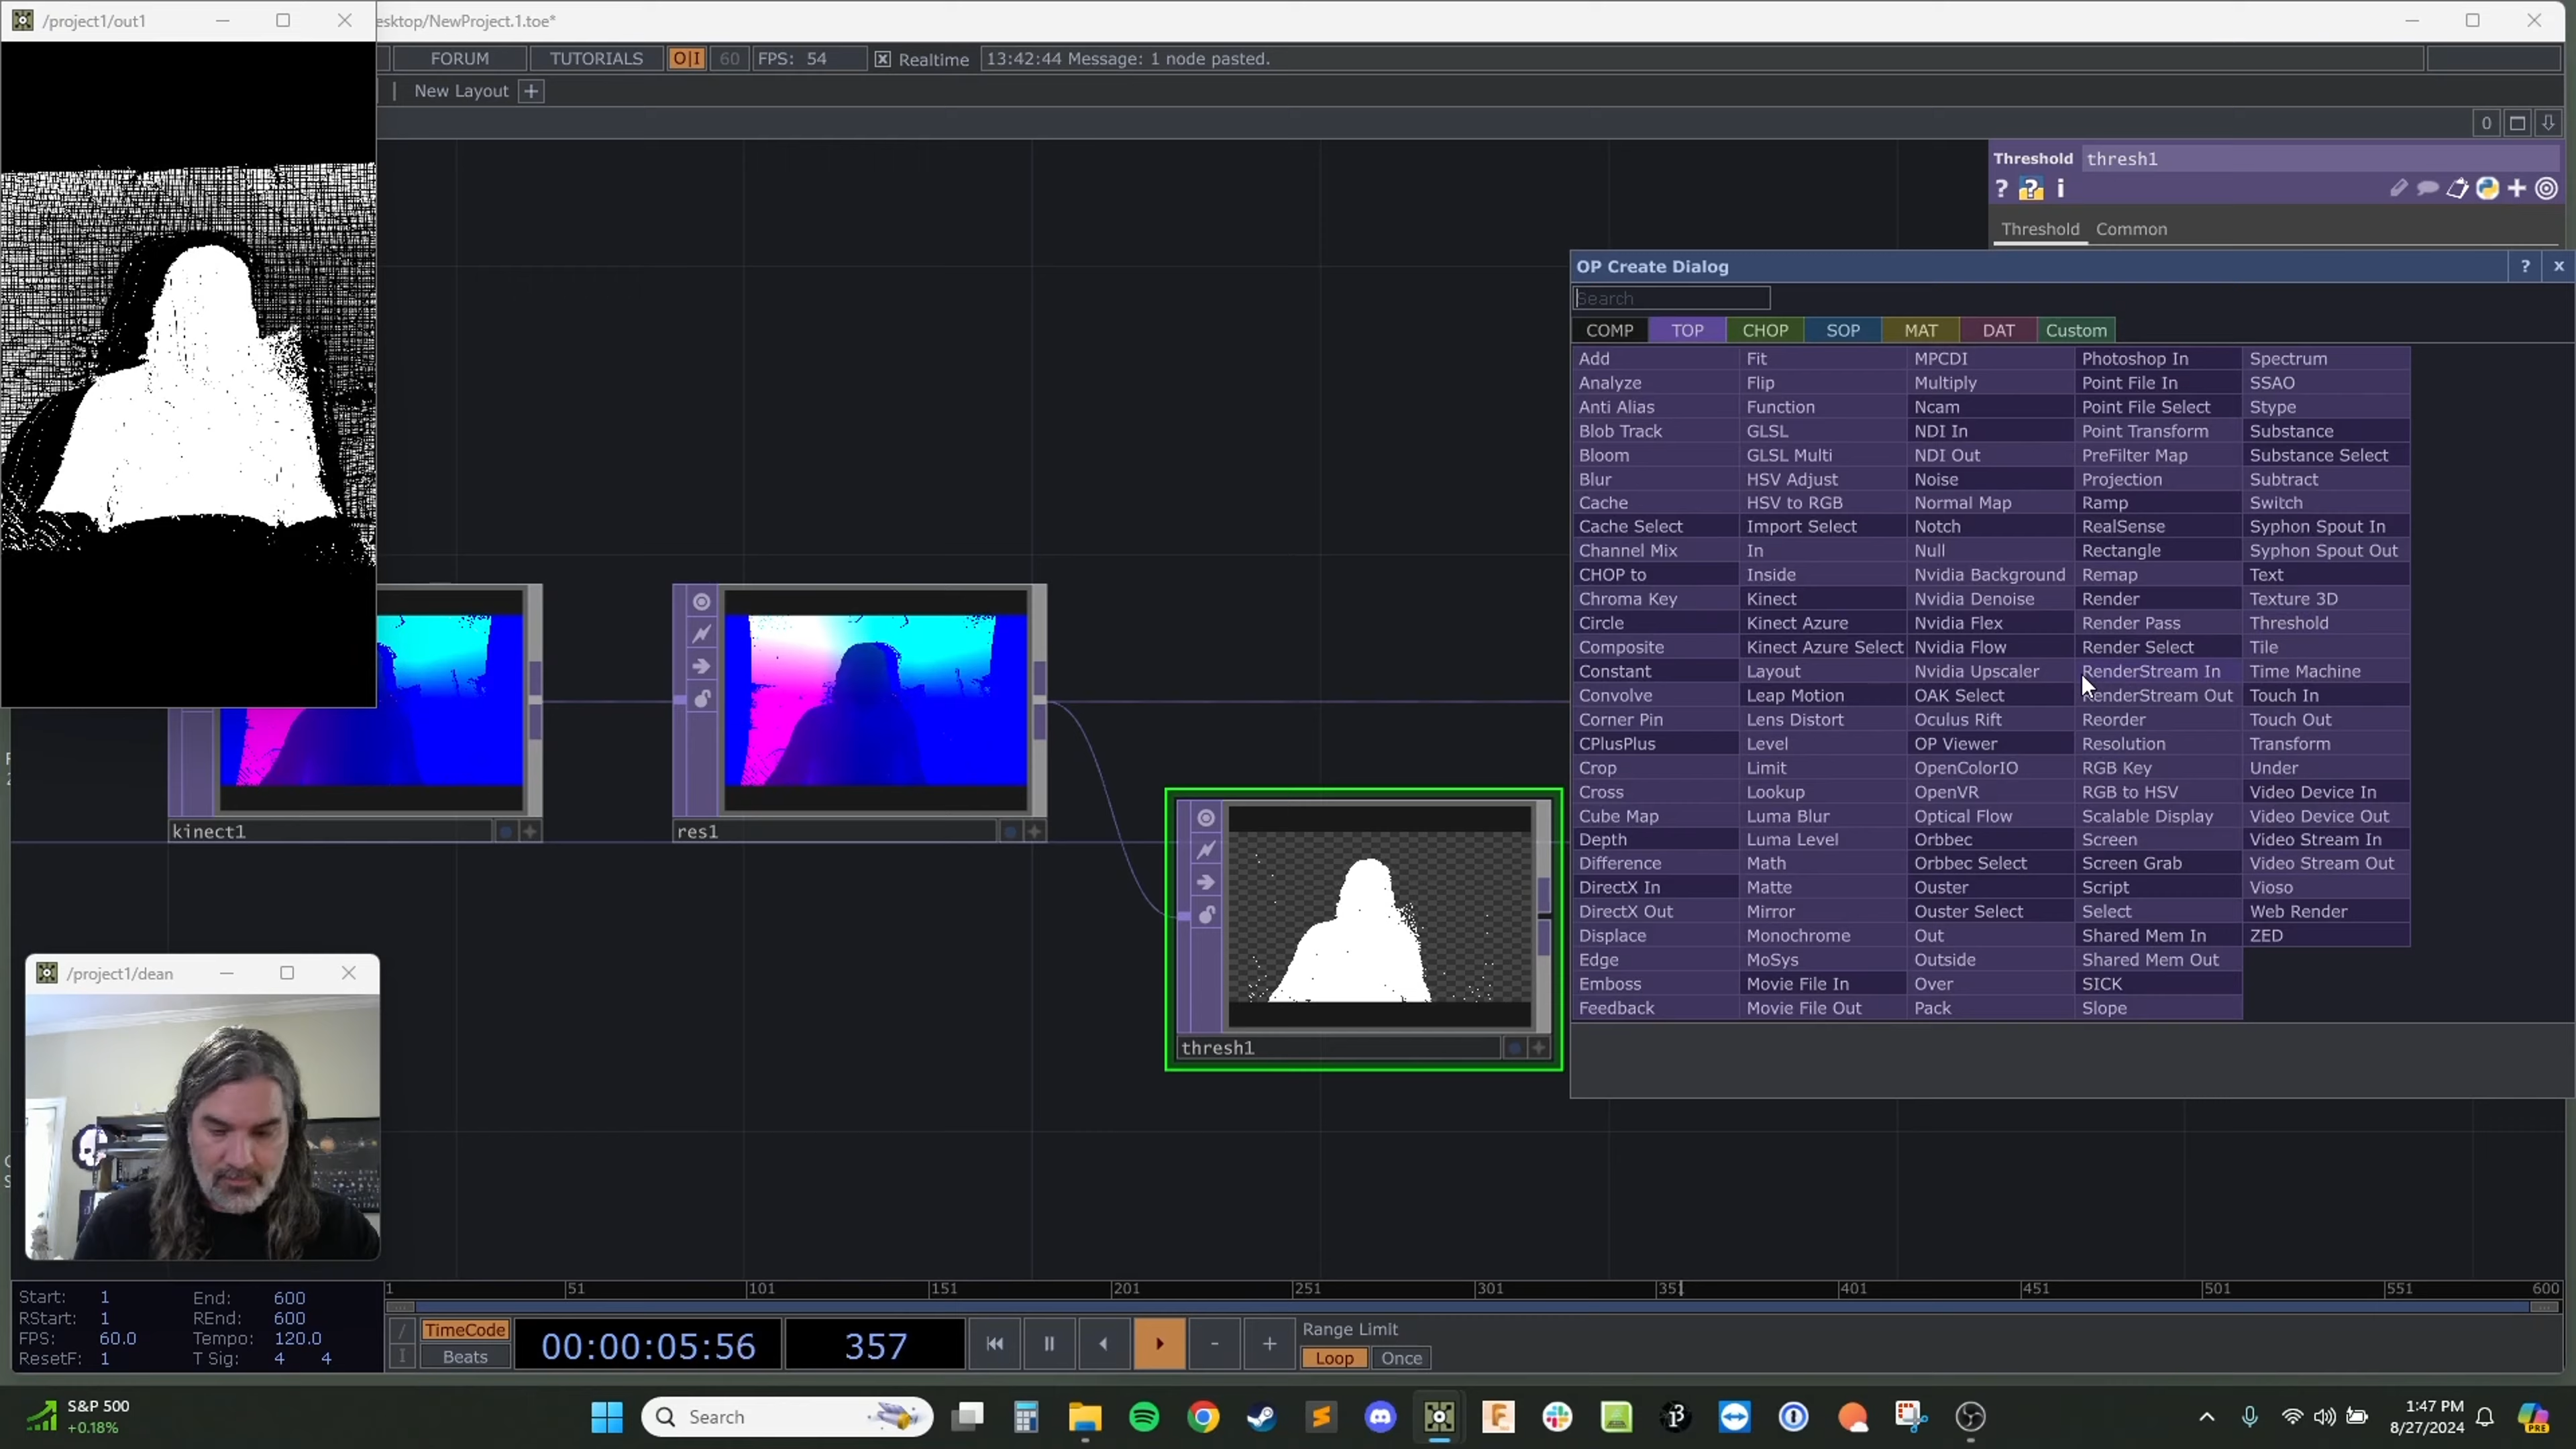 /project1/out1
esktop/NewProject.1.toe*
FORUM
TUTORIALS
O|I
60
FPS: 54
Realtime
13:42:44 Message: 1 node pasted.
New Layout
0
Threshold
thresh1
Threshold
Common
OP Create Dialog
Search
COMP
TOP
CHOP
SOP
MAT
DAT
Custom
Add
Analyze
Anti Alias
Blob Track
Bloom
Blur
Cache
Cache Select
Channel Mix
CHOP to
Chroma Key
Circle
Composite
Constant
Convolve
Corner Pin
CPlusPlus
Crop
Cross
Cube Map
Depth
Difference
DirectX In
DirectX Out
Displace
Edge
Emboss
Feedback
Fit
Flip
Function
GLSL
GLSL Multi
HSV Adjust
HSV to RGB
Import Select
In
Inside
Kinect
Kinect Azure
Kinect Azure Select
Layout
Leap Motion
Lens Distort
Level
Limit
Lookup
Luma Blur
Luma Level
Math
Matte
Mirror
Monochrome
MoSys
Movie File In
Movie File Out
MPCDI
Multiply
Ncam
NDI In
NDI Out
Noise
Normal Map
Notch
Null
Nvidia Background
Nvidia Denoise
Nvidia Flex
Nvidia Flow
Nvidia Upscaler
OAK Select
Oculus Rift
OP Viewer
OpenColorIO
OpenVR
Optical Flow
Orbbec
Orbbec Select
Ouster
Ouster Select
Out
Outside
Over
Pack
Photoshop In
Point File In
Point File Select
Point Transform
PreFilter Map
Projection
Ramp
RealSense
Rectangle
Remap
Render
Render Pass
Render Select
RenderStream In
RenderStream Out
Reorder
Resolution
RGB Key
RGB to HSV
Scalable Display
Screen
Screen Grab
Script
Select
Shared Mem In
Shared Mem Out
SICK
Slope
Spectrum
SSAO
Stype
Substance
Substance Select
Subtract
Switch
Syphon Spout In
Syphon Spout Out
Text
Texture 3D
Threshold
Tile
Time Machine
Touch In
Touch Out
Transform
Under
Video Device In
Video Device Out
Video Stream In
Video Stream Out
Vioso
Web Render
ZED
kinect1
res1
thresh1
/project1/dean
Start: 1 End: 600
RStart: 1 REnd: 600
FPS: 60.0 Tempo: 120.0
ResetF: 1 T Sig: 4 4
1 51 101 151 201 251 301 351 401 451 501 551 600
TimeCode
Beats
00:00:05:56
357
Range Limit
Loop
Once
S&P 500
+0.18%
Search
1:47 PM
8/27/2024
PRE